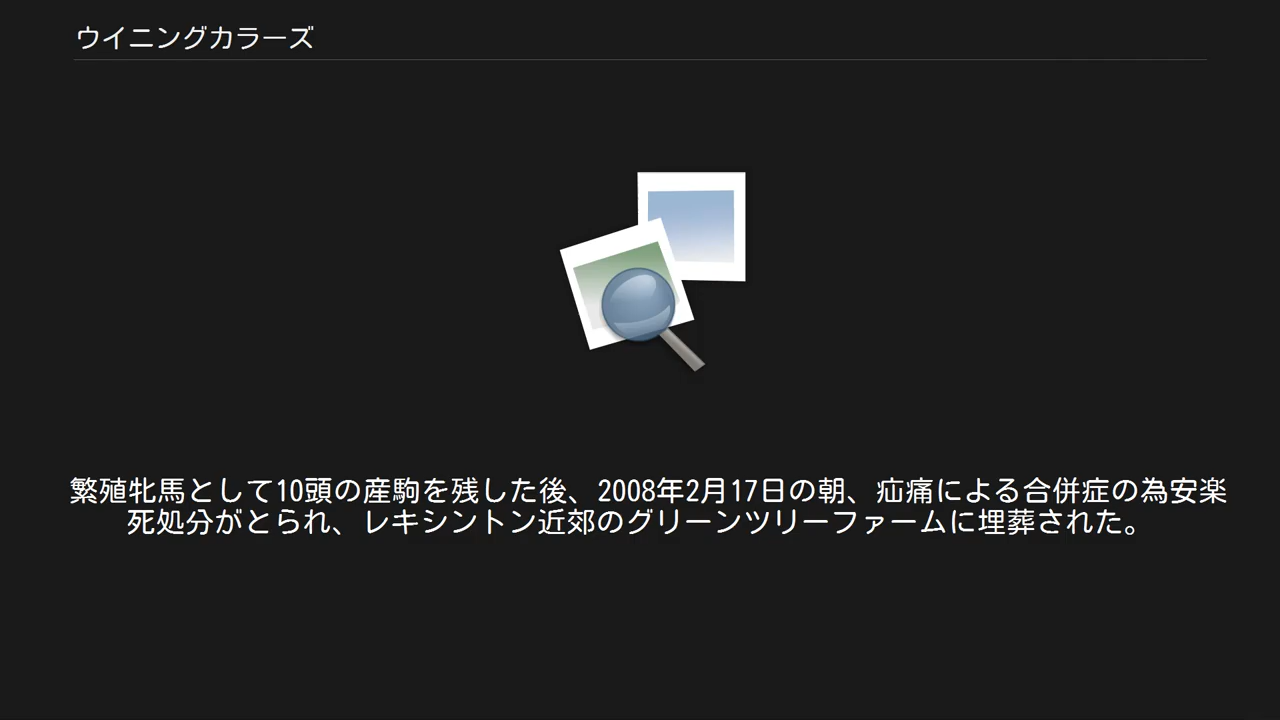 ウイニングカラーズ
繁殖牝馬として10頭の産駒を残した後、2008年2月17日の朝、疝痛による合併症の為安楽
死処分がとられ、レキシントン近郊のグリーンツリーファームに埋葬された。